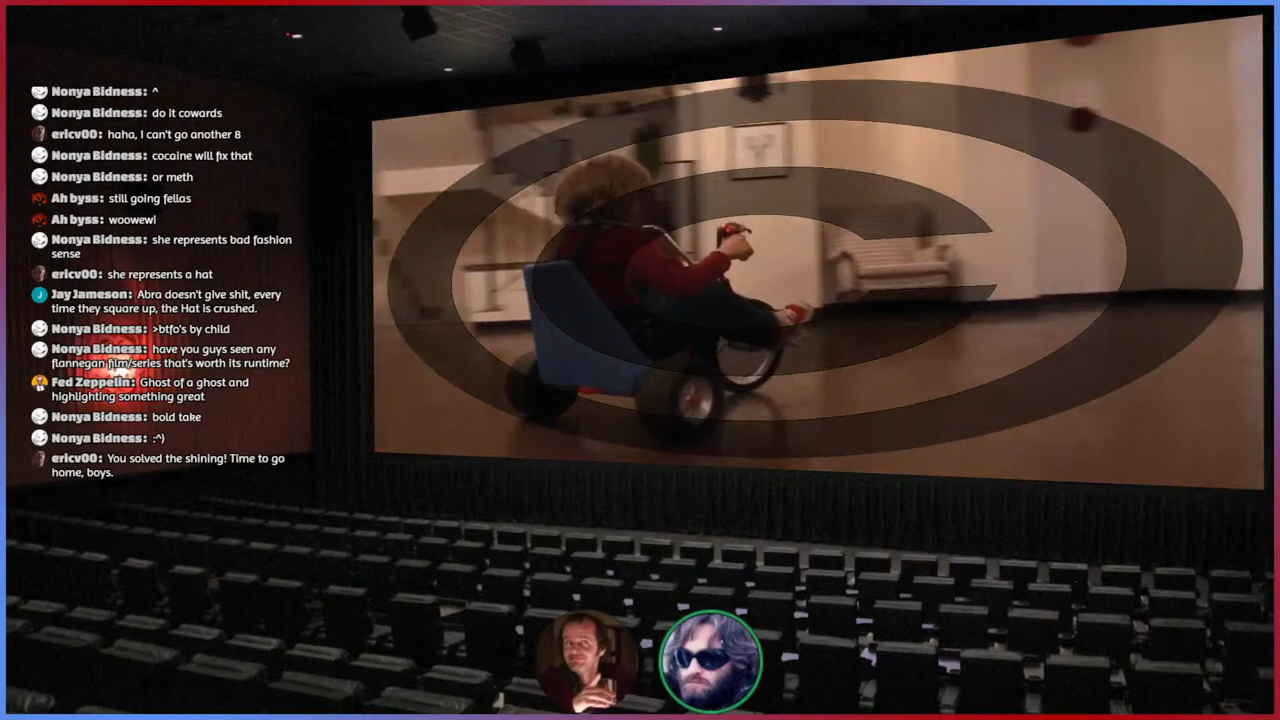 Nonya Bidness: ^
Nonya Bidness: do it cowards
ericv00: haha, I can't go another 8
Nonya Bidness: cocaine will fix that
Nonya Bidness: or meth
Ah byss: still going fellas
Ah byss: woowewi
Nonya Bidness: she represents bad fashion
sense
ericv00: she represents a hat
J Jay Jameson: Abra doesn't give shit, every
time they square up, the Hat is crushed.
Nonya Bidness: >btfo's by child
Nonya Bidness: have you guys seen any
flannegan film/series that's worth its runtime?
Fed Zeppelin: Ghost of a ghost and
highlighting something great
Nonya Bidness: bold take
Nonya Bidness: :^)
ericv00: You solved the shining! Time to go
home, boys.